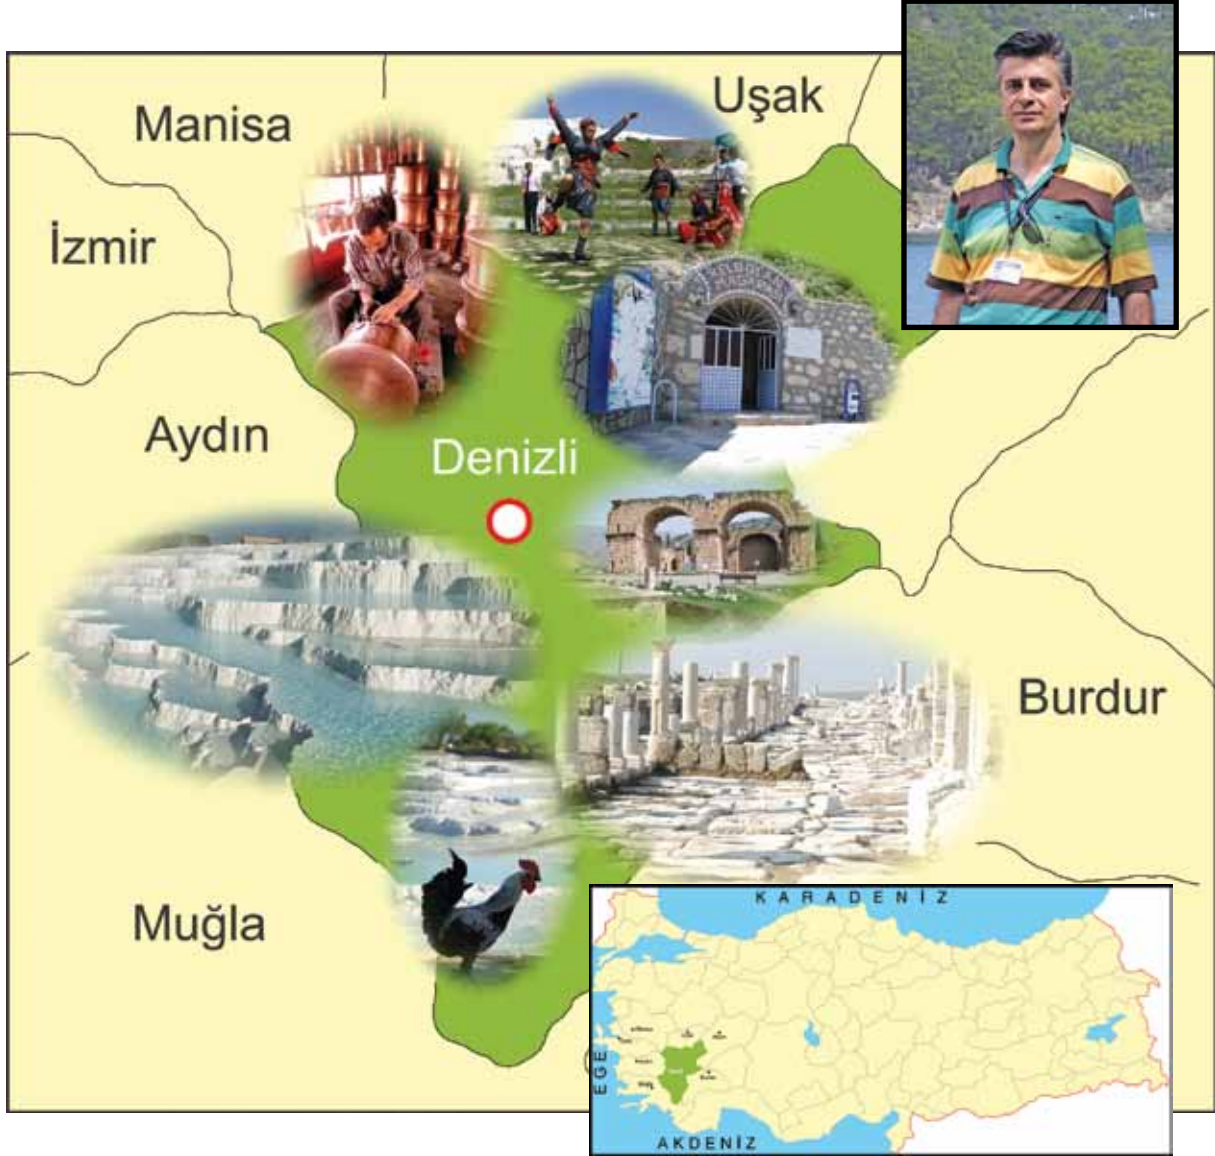 Uşak
Manisa
İzmir
Aydın
Denizli
Burdur
Muğla
KARADENİZ
EGE
AKDENİZ